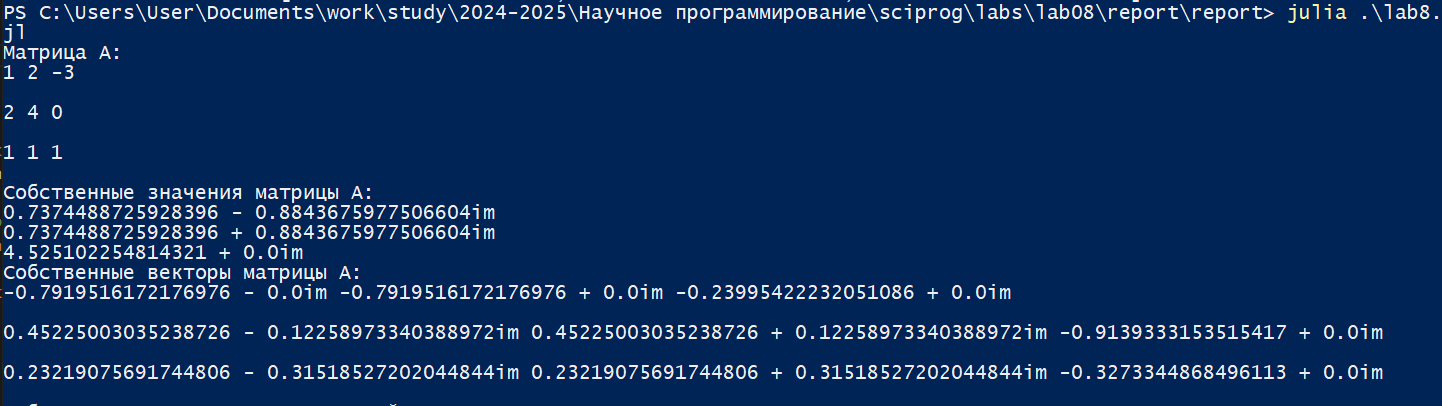 PS C:\Users\User\Documents\work\study\2024-2025\Научное программирование\sciprog\labs\lab08\report\report> julia .\lab8.
jl
Матрица A:
1 2 -3
2 4 0
1 1 1
Собственные значения матрицы A:
0.7374488725928396 - 0.8843675977506604im
0.7374488725928396 + 0.8843675977506604im
4.525102254814321 + 0.0im
Собственные векторы матрицы A:
-0.7919516172176976 - 0.0im -0.7919516172176976 + 0.0im -0.23995422232051086 + 0.0im
0.45225003035238726 - 0.12258973340388972im 0.45225003035238726 + 0.12258973340388972im -0.9139333153515417 + 0.0im
0.23219075691744806 - 0.31518527202044844im 0.23219075691744806 + 0.31518527202044844im -0.3273344868496113 + 0.0im